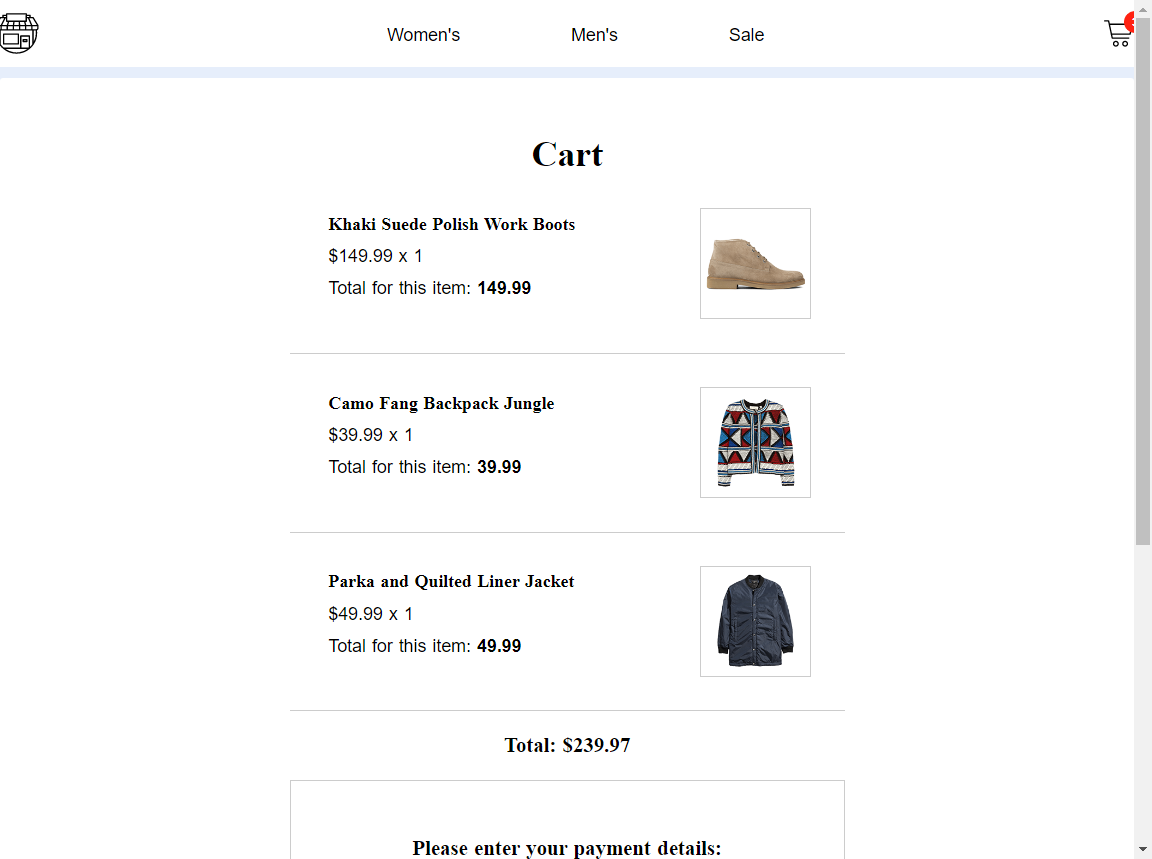 Women's
Men's
Sale
Cart
Khaki Suede Polish Work Boots
$149.99 x 1
Total for this item: 149.99
Camo Fang Backpack Jungle
$39.99 x 1
Total for this item: 39.99
Parka and Quilted Liner Jacket
$49.99 x 1
Total for this item: 49.99
Total: $239.97
Please enter your payment details: